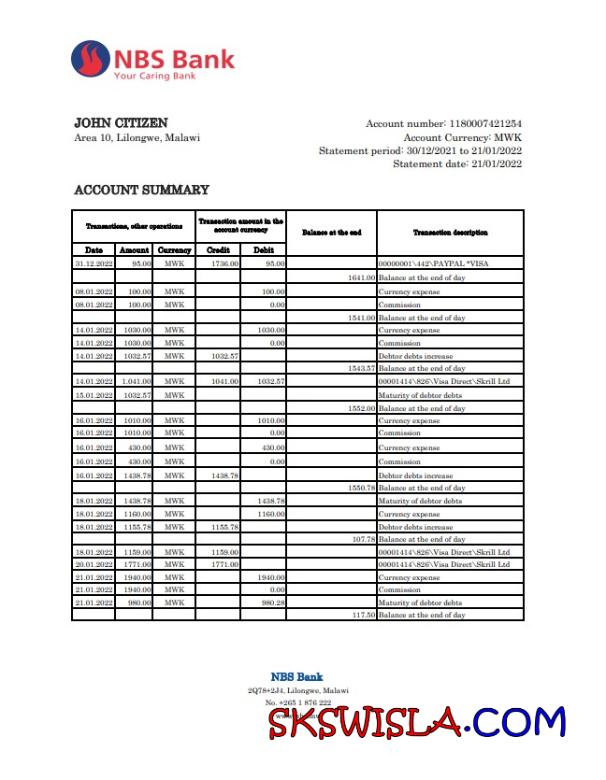 NBS Bank
Your Caring Bank
JOHN CITIZEN
Area 10, Lilongwe, Malawi
Account number: 1180007421254
Account Currency: MWK
Statement period: 30/12/2021 to 21/01/2022
Statement date: 21/01/2022
ACCOUNT SUMMARY
Transactions, other operations Transaction amount in the account currency Balance at the end Transaction description
Date Amount Currency Credit Debit
31.12.2022 95.00 MWK 1736.00 95.00 00000001\442\PAYPAL *VISA
1641.00 Balance at the end of day
08.01.2022 100.00 MWK 100.00 Currency expense
08.01.2022 100.00 MWK 0.00 Commission
1541.00 Balance at the end of day
14.01.2022 1030.00 MWK 1030.00 Currency expense
14.01.2022 1030.00 MWK 0.00 Commission
14.01.2022 1032.57 MWK 1032.57 Debtor debts increase
1543.57 Balance at the end of day
14.01.2022 1.041.00 MWK 1041.00 1032.57 00001414\826\Visa Direct\Skrill Ltd
15.01.2022 1032.57 MWK Maturity of debtor debts
1552.00 Balance at the end of day
16.01.2022 1010.00 MWK 1010.00 Currency expense
16.01.2022 1010.00 MWK 0.00 Commission
16.01.2022 430.00 MWK 430.00 Currency expense
16.01.2022 430.00 MWK 0.00 Commission
16.01.2022 1438.78 MWK 1438.78 Debtor debts increase
1550.78 Balance at the end of day
18.01.2022 1438.78 MWK 1438.78 Maturity of debtor debts
18.01.2022 1160.00 MWK 1160.00 Currency expense
18.01.2022 1155.78 MWK 1155.78 Debtor debts increase
107.78 Balance at the end of day
18.01.2022 1159.00 MWK 1159.00 00001414\826\Visa Direct\Skrill Ltd
20.01.2022 1771.00 MWK 1771.00 00001414\826\Visa Direct\Skrill Ltd
21.01.2022 1940.00 MWK 1940.00 Currency expense
21.01.2022 1940.00 MWK 0.00 Commission
21.01.2022 980.00 MWK 980.28 Maturity of debtor debts
117.50 Balance at the end of day
NBS Bank
2Q78+2J4, Lilongwe, Malawi
No. +265 1 876 222
SKSWISLA.COM